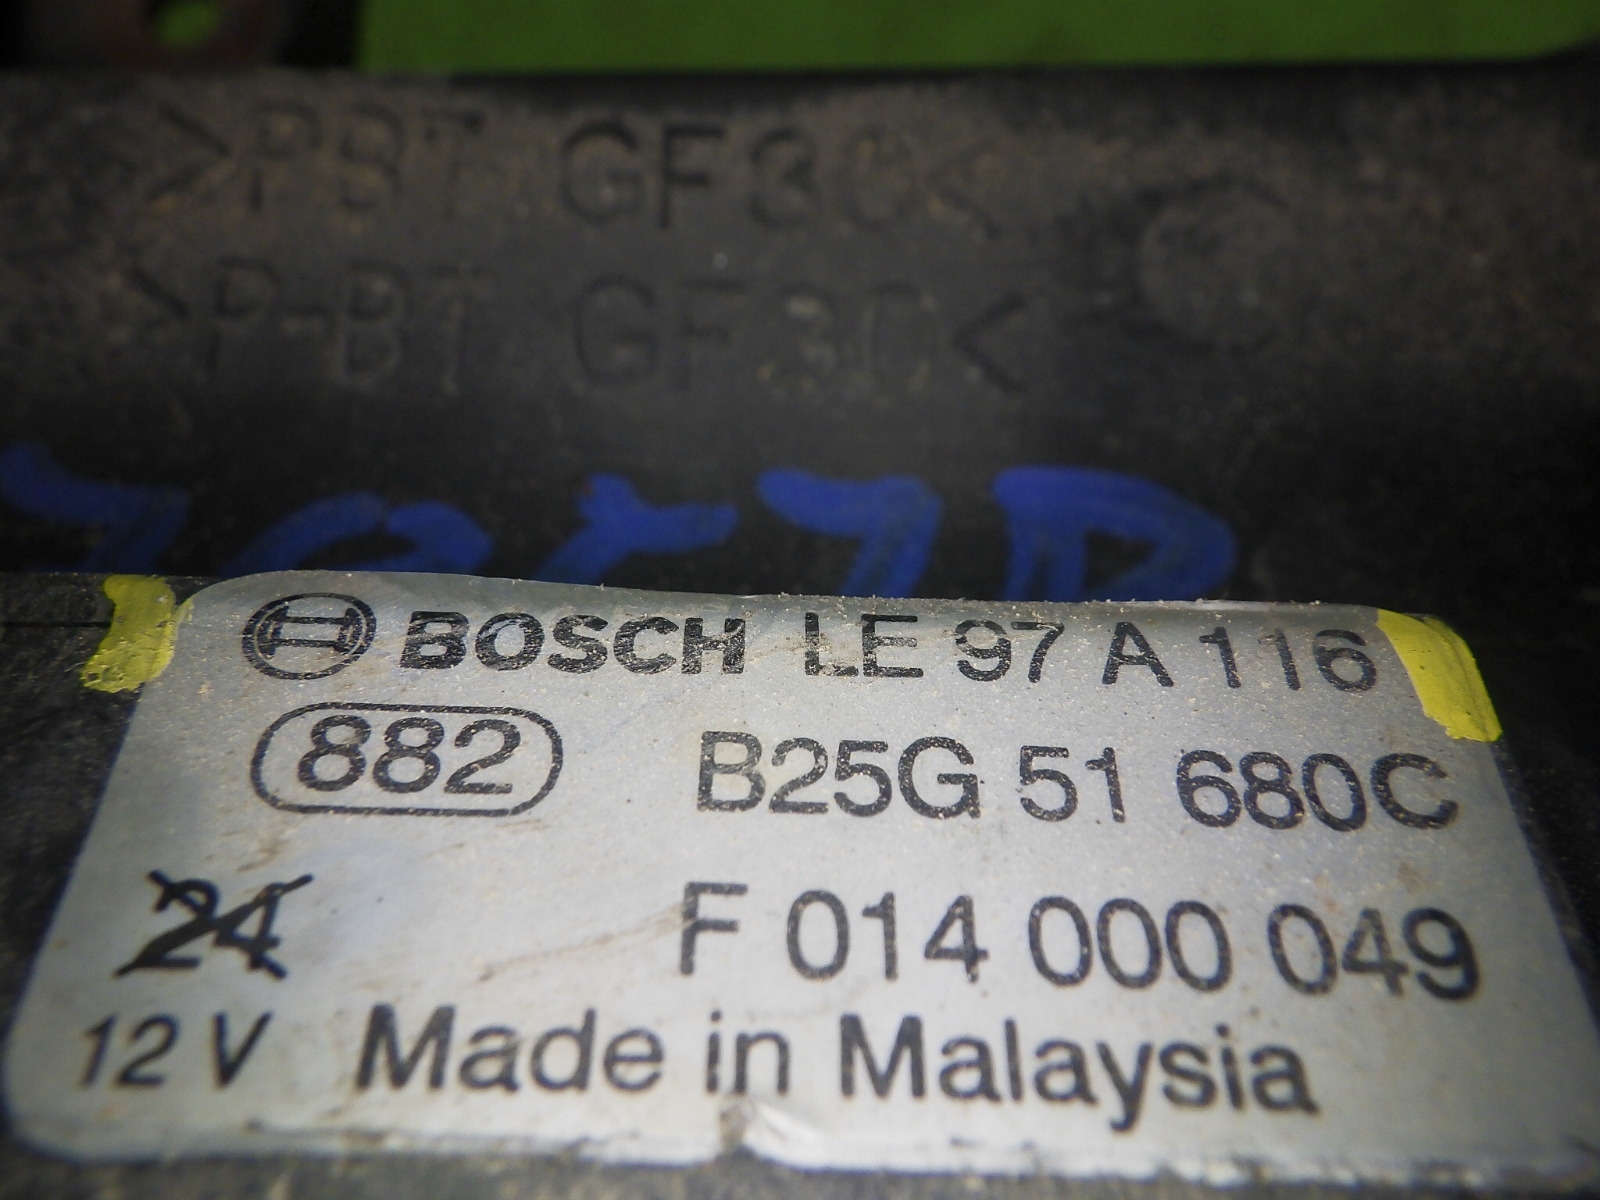 >PBT GF30<
>P-BT GF30<
BOSCH LE 97 A 116
882 B25G 51 680C
24 F 014 000 049
12 V Made in Malaysia